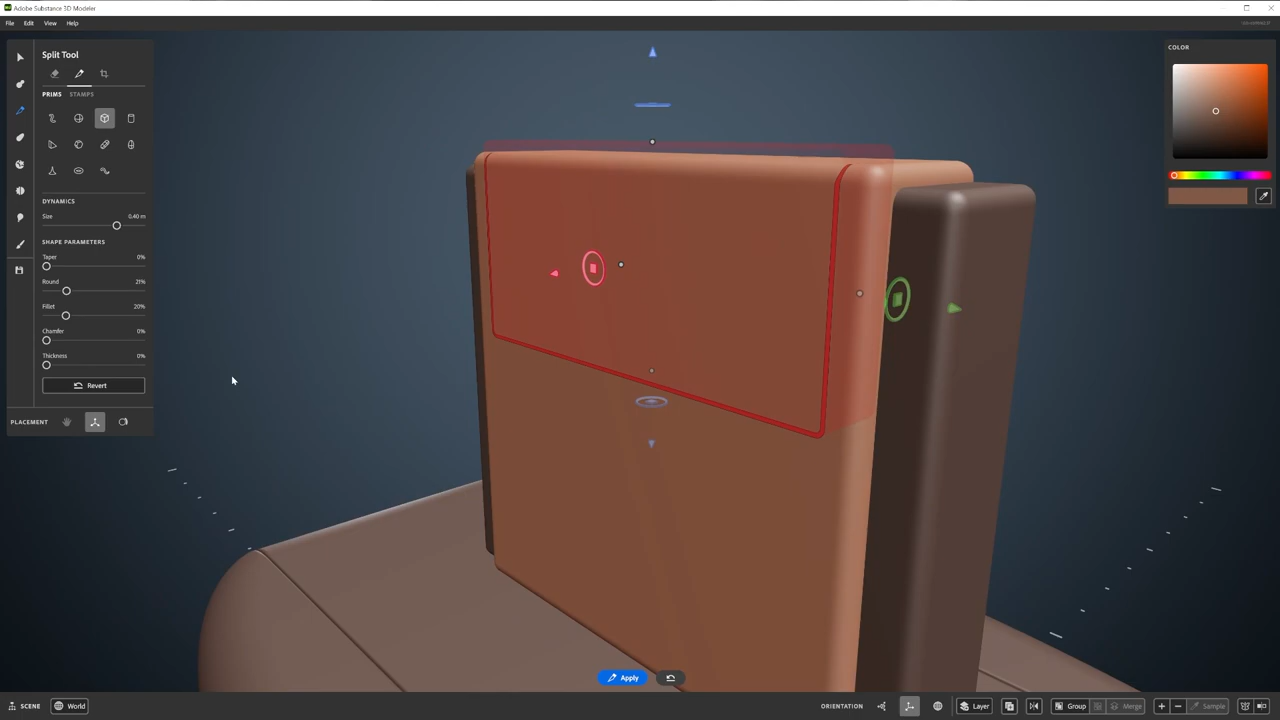 Adobe Substance 3D Modeler
File Edit View Help
Split Tool
PRIMS STAMPS
DYNAMICS
Size 0.40 m
SHAPE PARAMETERS
Taper 0%
Round 21%
Fillet 20%
Chamfer 0%
Thickness 0%
Revert
PLACEMENT
COLOR
Apply
SCENE World
ORIENTATION Layer Group Merge Sample